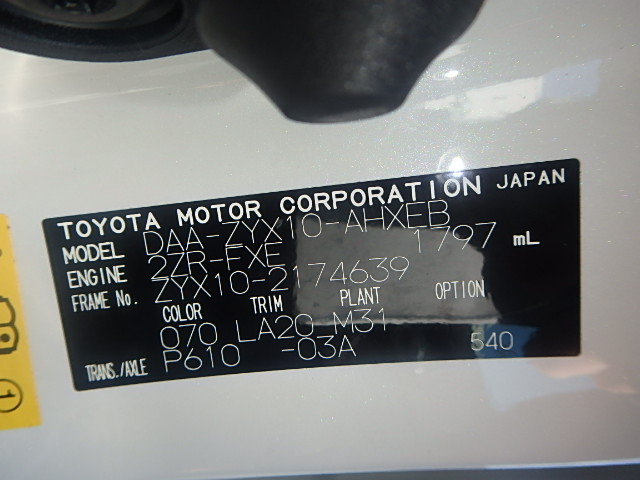 TOYOTA MOTOR CORPORATION JAPAN
MODEL DAA-ZYX10-AHXEB
ENGINE 2ZR-FXE 1797 mL
FRAME No. ZYX10-2174639
COLOR TRIM PLANT OPTION
070 LA20 M31
TRANS./AXLE P610 -03A 540
1